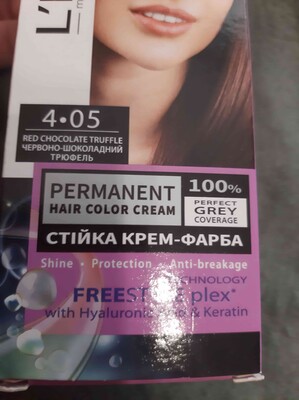 4•05
RED CHOCOLATE TRUFFLE
ЧЕРВОНО-ШОКОЛАДНИЙ
ТРЮФЕЛЬ
PERMANENT
HAIR COLOR CREAM
100%
PERFECT
GREY
COVERAGE
СТІЙКА КРЕМ-ФАРБА
Shine • Protection • Anti-breakage
TECHNOLOGY
plex*
with Hyaluronic & Keratin